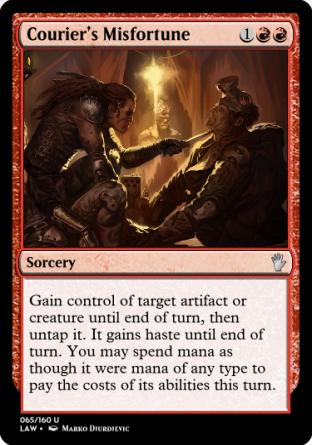 Courier's Misfortune 1
Sorcery
Gain control of target artifact or
creature until end of turn, then
untap it. It gains haste until end of
turn. You may spend mana as
though it were mana of any type to
pay the costs of its abilities this turn.
065/160 U
LAW • Marko Djurdjevic